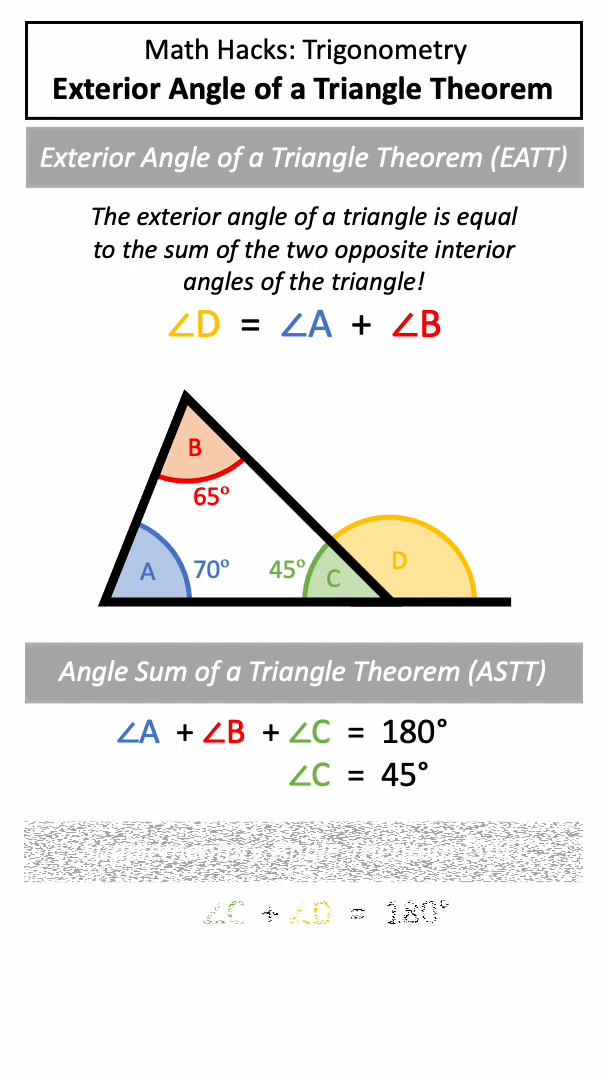 Math Hacks: Trigonometry
Exterior Angle of a Triangle Theorem
Exterior Angle of a Triangle Theorem (EATT)
The exterior angle of a triangle is equal
to the sum of the two opposite interior
angles of the triangle!
∠D = ∠A + ∠B
B
65º
A 70º 45º C D
Angle Sum of a Triangle Theorem (ASTT)
∠A + ∠B + ∠C = 180°
∠C = 45°
∠C + ∠D = 180°